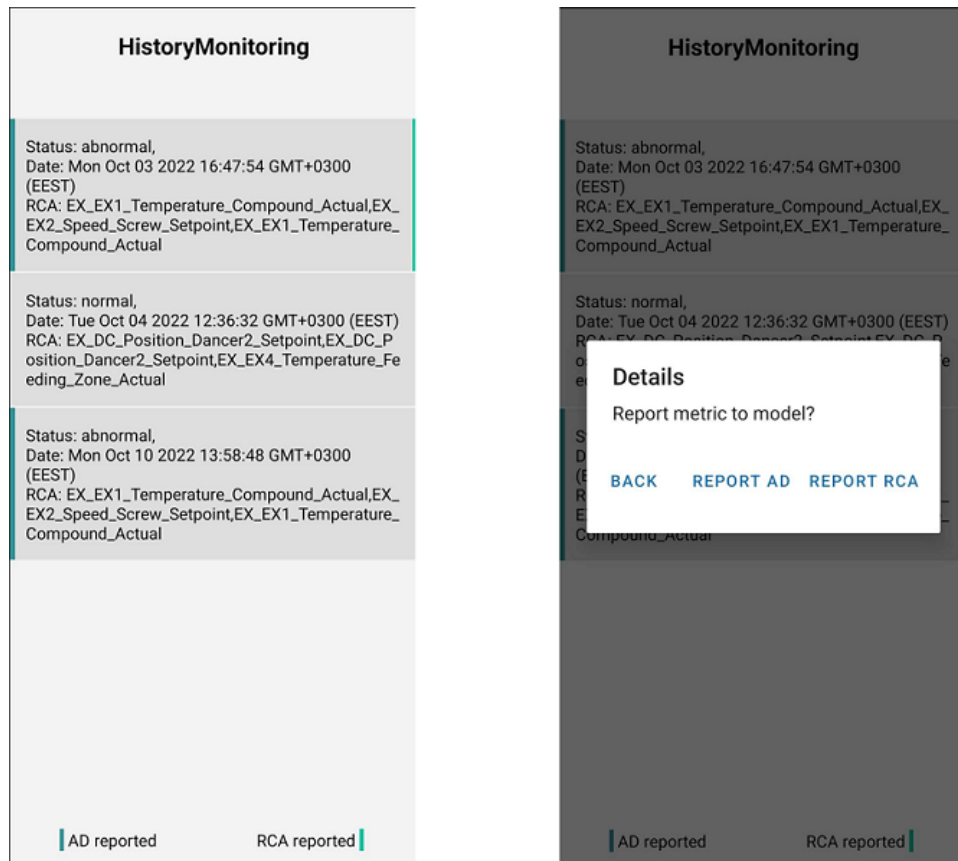 HistoryMonitoring
Status: abnormal,
Date: Mon Oct 03 2022 16:47:54 GMT+0300
(EEST)
RCA: EX_EX1_Temperature_Compound_Actual,EX_
EX2_Speed_Screw_Setpoint,EX_EX1_Temperature_
Compound_Actual
Status: normal,
Date: Tue Oct 04 2022 12:36:32 GMT+0300 (EEST)
RCA: EX_DC_Position_Dancer2_Setpoint,EX_DC_P
osition_Dancer2_Setpoint,EX_EX4_Temperature_Fe
eding_Zone_Actual
Status: abnormal,
Date: Mon Oct 10 2022 13:58:48 GMT+0300
(EEST)
RCA: EX_EX1_Temperature_Compound_Actual,EX_
EX2_Speed_Screw_Setpoint,EX_EX1_Temperature_
Compound_Actual
AD reported RCA reported
HistoryMonitoring
Status: abnormal,
Date: Mon Oct 03 2022 16:47:54 GMT+0300
(EEST)
RCA: EX_EX1_Temperature_Compound_Actual,EX_
EX2_Speed_Screw_Setpoint,EX_EX1_Temperature_
Compound_Actual
Status: normal,
Date: Tue Oct 04 2022 12:36:32 GMT+0300 (EEST)
Details
Report metric to model?
BACK REPORT AD REPORT RCA
Compound_Actual
AD reported RCA reported